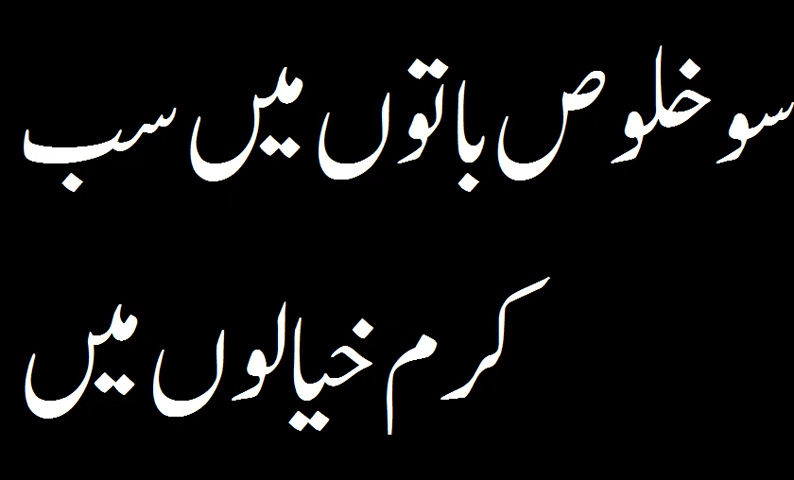 سو خلوص باتوں میں سب
کرم خیالوں میں